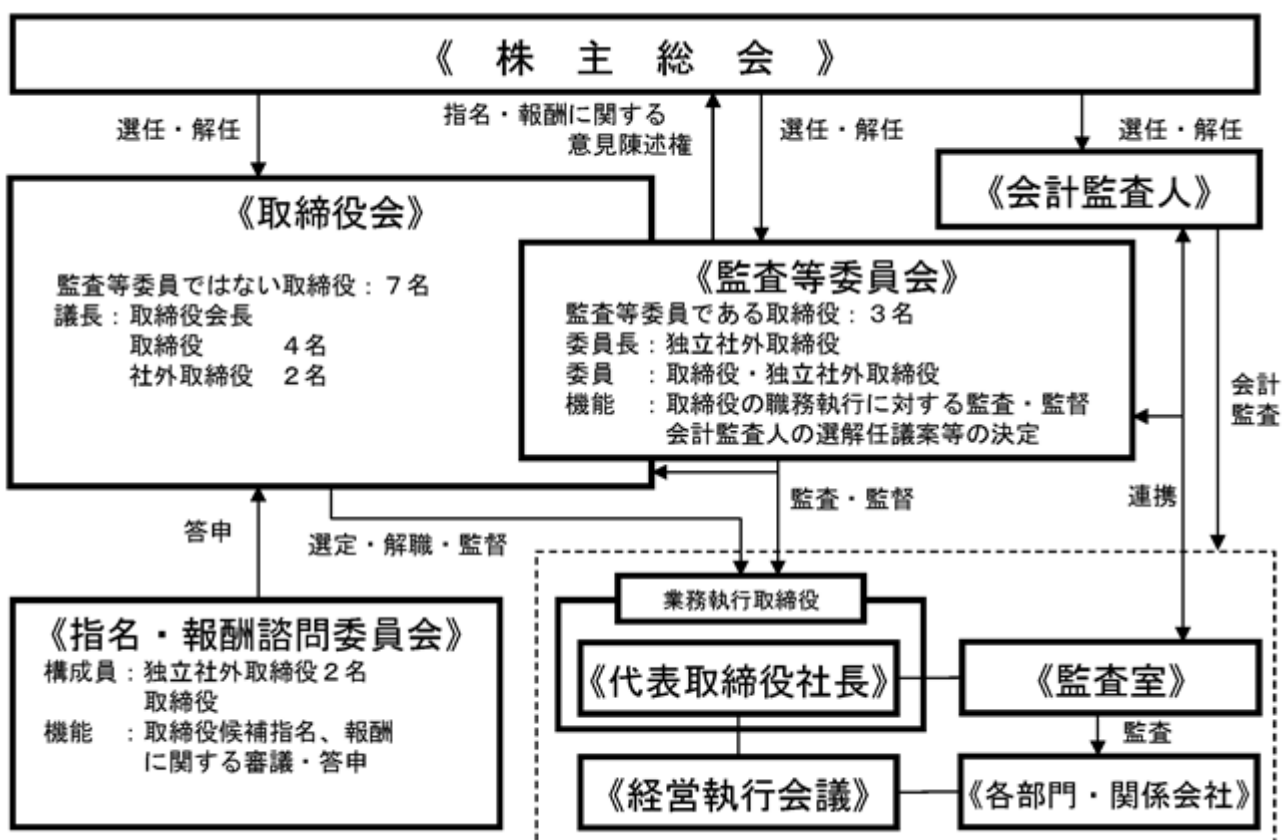 《 株 主 総 会 》
選任・解任
指名・報酬に関する
意見陳述権
選任・解任
選任・解任
《取締役会》
監査等委員ではない取締役：７名
議長：取締役会長
取締役　　　４名
社外取締役　２名
《監査等委員会》
監査等委員である取締役：３名
委員長：独立社外取締役
委員　：取締役・独立社外取締役
機能　：取締役の職務執行に対する監査・監督
会計監査人の選解任議案等の決定
《会計監査人》
会計
監査
連携
監査・監督
答申
選定・解職・監督
《指名・報酬諮問委員会》
構成員：独立社外取締役２名
取締役
機能　：取締役候補指名、報酬
に関する審議・答申
業務執行取締役
《代表取締役社長》
《監査室》
監査
《経営執行会議》
《各部門・関係会社》